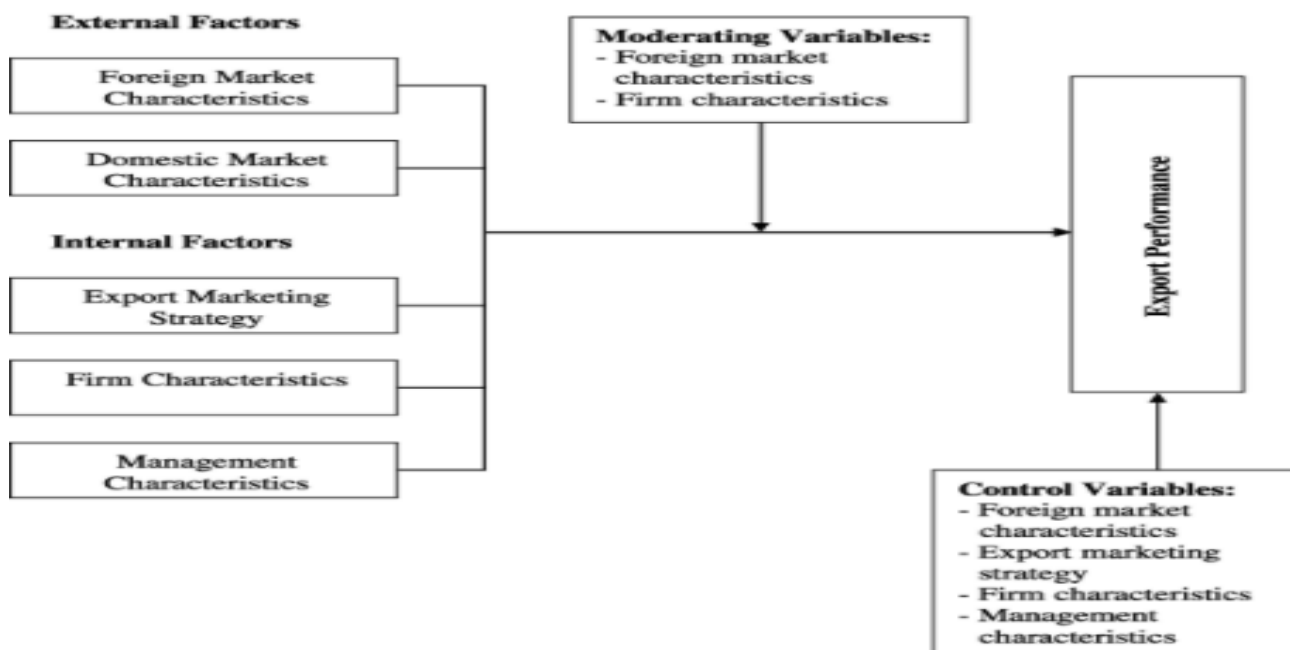 External Factors
Foreign Market
Characteristics
Domestic Market
Characteristics
Internal Factors
Export Marketing
Strategy
Firm Characteristics
Management
Characteristics
Moderating Variables:
- Foreign market
characteristics
- Firm characteristics
Export Performance
Control Variables:
- Foreign market
characteristics
- Export marketing
strategy
- Firm characteristics
- Management
characteristics